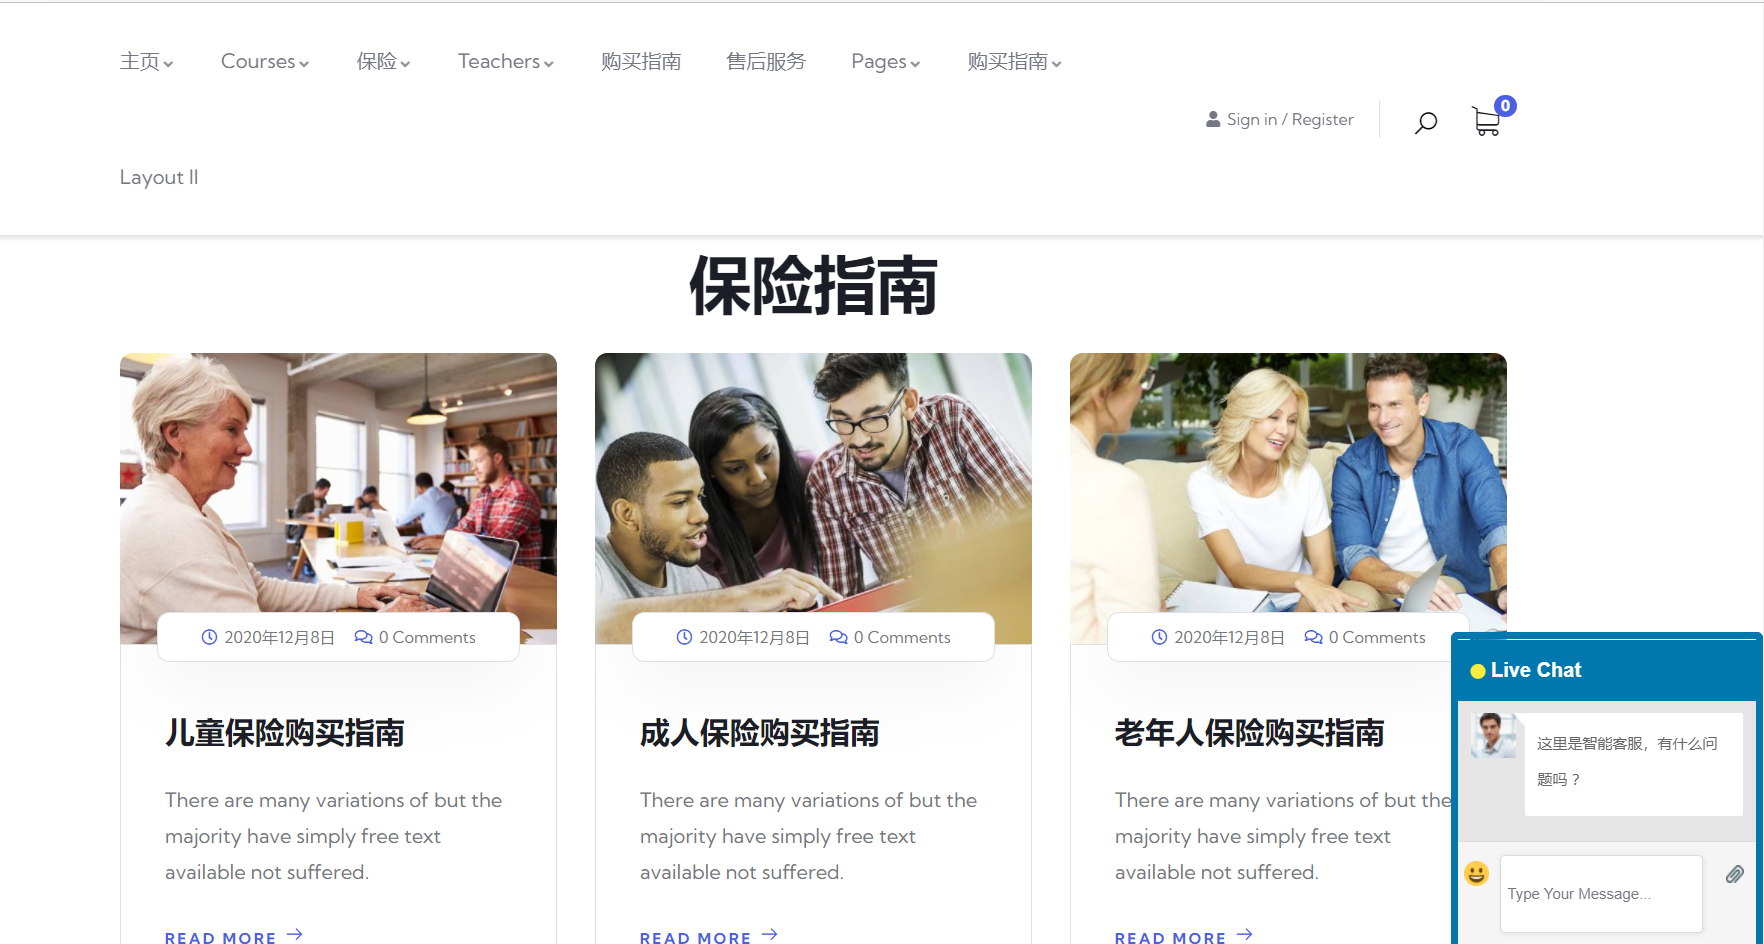 主页 Courses 保险 Teachers 购买指南 售后服务 Pages 购买指南
Sign in / Register
0
Layout II
保险指南
2020年12月8日 0 Comments
儿童保险购买指南
There are many variations of but the
majority have simply free text
available not suffered.
READ MORE
2020年12月8日 0 Comments
成人保险购买指南
There are many variations of but the
majority have simply free text
available not suffered.
READ MORE
2020年12月8日 0 Comments
老年人保险购买指南
There are many variations of but the
majority have simply free text
available not suffered.
READ MORE
Live Chat
这里是智能客服，有什么问
题吗？
Type Your Message...